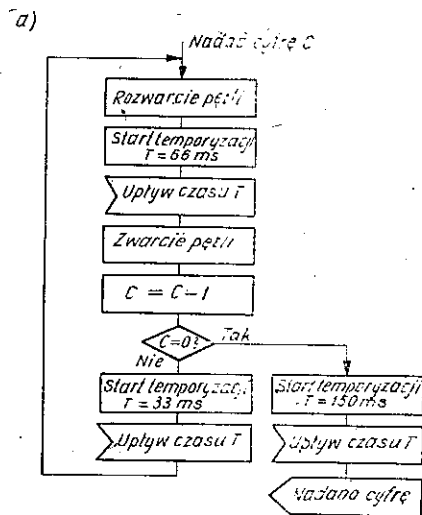 a)
Nadać cyfrę C
Rozwarcie pętli
Start temporyzacji
T = 66 ms
Upływ czasu T
Zwarcie pętli
C = C-1
C=0?
Tak
Nie
Start temporyzacji
T = 33 ms
Upływ czasu T
Start temporyzacji
T = 150 ms
Upływ czasu T
Nadano cyfrę